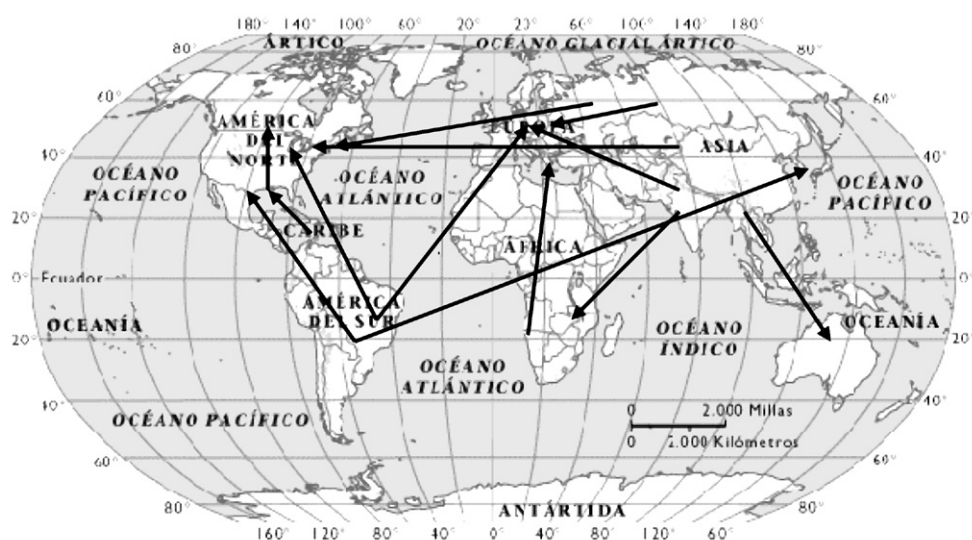 180° 140° 100° 60° 20° 23° 60° 100° 140° 180°
80° ÁRTICO OCÉANO GLACIAL ÁRTICO 80°
60° 60°
AMÉRICA
DEL
NORTE
EUROPA
ASIA
40° 40°
OCÉANO
PACÍFICO
OCÉANO
ATLÁNTICO
OCÉANO
PACÍFICO
20° 20°
CARIBE
ÁFRICA
0° Ecuador 0°
AMÉRICA
DEL SUR
OCEANÍA
OCÉANO
ÍNDICO
OCEANÍA
20° 20°
OCÉANO
ATLÁNTICO
40° 40°
OCÉANO PACÍFICO
0 2.000 Millas
0 2.000 Kilómetros
60° 60°
80° 80°
ANTÁRTIDA
160° 120° 80° 40° 0° 40° 80° 120° 160°